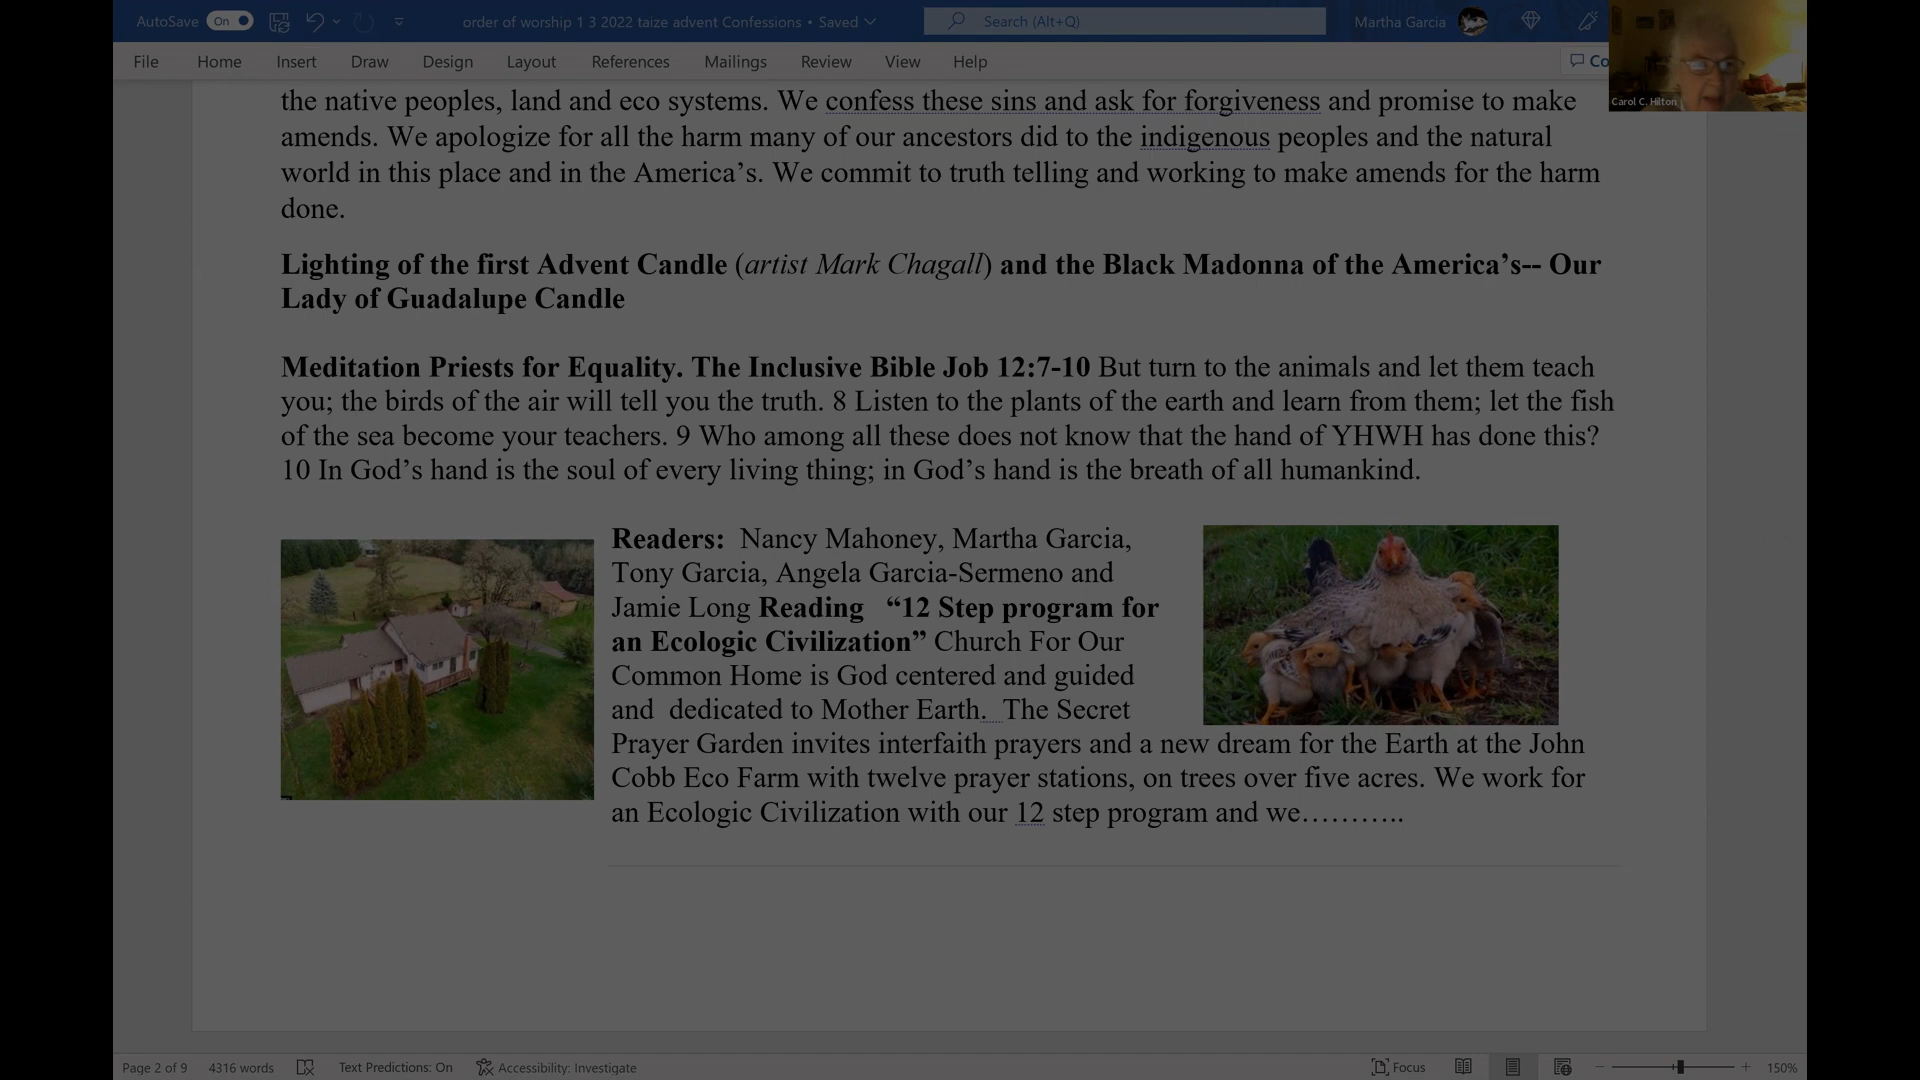 AutoSave On order of worship 1 3 2022 taize advent Confessions • Saved Search (Alt+Q) Martha Garcia
File Home Insert Draw Design Layout References Mailings Review View Help Co
Carol C. Hilton
the native peoples, land and eco systems. We confess these sins and ask for forgiveness and promise to make
amends. We apologize for all the harm many of our ancestors did to the indigenous peoples and the natural
world in this place and in the America’s. We commit to truth telling and working to make amends for the harm
done.
Lighting of the first Advent Candle (artist Mark Chagall) and the Black Madonna of the America’s-- Our
Lady of Guadalupe Candle
Meditation Priests for Equality. The Inclusive Bible Job 12:7-10 But turn to the animals and let them teach
you; the birds of the air will tell you the truth. 8 Listen to the plants of the earth and learn from them; let the fish
of the sea become your teachers. 9 Who among all these does not know that the hand of YHWH has done this?
10 In God’s hand is the soul of every living thing; in God’s hand is the breath of all humankind.
Readers: Nancy Mahoney, Martha Garcia,
Tony Garcia, Angela Garcia-Sermeno and
Jamie Long Reading “12 Step program for
an Ecologic Civilization” Church For Our
Common Home is God centered and guided
and dedicated to Mother Earth. The Secret
Prayer Garden invites interfaith prayers and a new dream for the Earth at the John
Cobb Eco Farm with twelve prayer stations, on trees over five acres. We work for
an Ecologic Civilization with our 12 step program and we………..
Page 2 of 9 4316 words Text Predictions: On Accessibility: Investigate Focus 150%